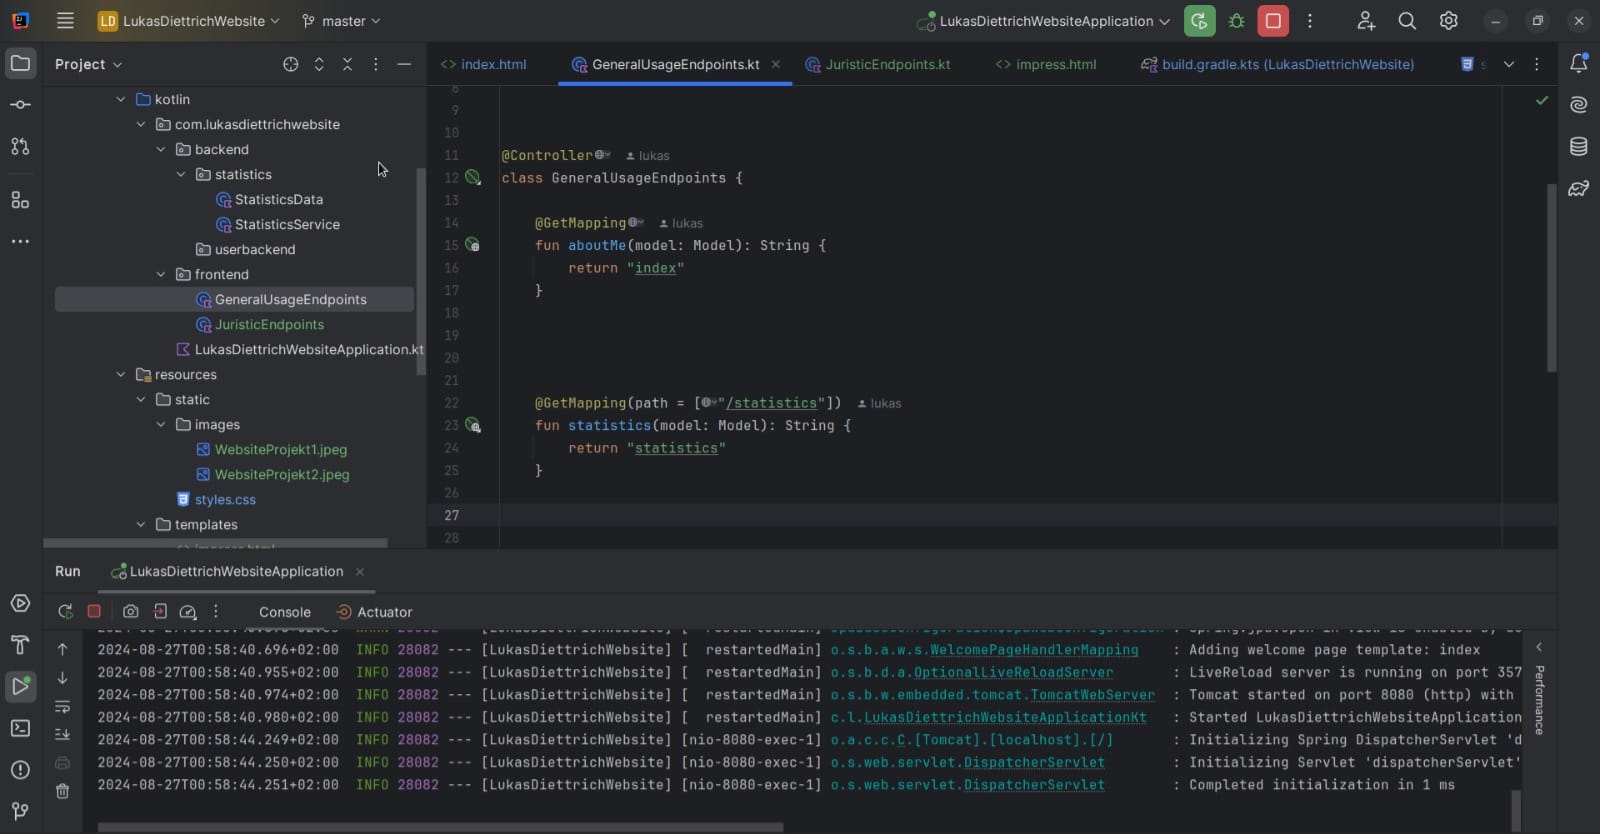 LD LukasDiettrichWebsite master LukasDiettrichWebsiteApplication
Project
index.html GeneralUsageEndpoints.kt JuristicEndpoints.kt impress.html build.gradle.kts (LukasDiettrichWebsite) s
kotlin
com.lukasdiettrichwebsite
backend
statistics
StatisticsData
StatisticsService
userbackend
frontend
GeneralUsageEndpoints
JuristicEndpoints
LukasDiettrichWebsiteApplication.kt
resources
static
images
WebsiteProjekt1.jpeg
WebsiteProjekt2.jpeg
styles.css
templates
impress.html
8
9
10
11 @Controller lukas
12 class GeneralUsageEndpoints {
13
14 @GetMapping lukas
15 fun aboutMe(model: Model): String {
16 return "index"
17 }
18
19
20
21
22 @GetMapping(path = ["/statistics"]) lukas
23 fun statistics(model: Model): String {
24 return "statistics"
25 }
26
27
28
Run LukasDiettrichWebsiteApplication
Console Actuator
2024-08-27T00:58:40.696+02:00 INFO 28082 --- [LukasDiettrichWebsite] [ restartedMain] o.s.b.a.w.s.WelcomePageHandlerMapping : Adding welcome page template: index
2024-08-27T00:58:40.955+02:00 INFO 28082 --- [LukasDiettrichWebsite] [ restartedMain] o.s.b.d.a.OptionalLiveReloadServer : LiveReload server is running on port 357
2024-08-27T00:58:40.974+02:00 INFO 28082 --- [LukasDiettrichWebsite] [ restartedMain] o.s.b.w.embedded.tomcat.TomcatWebServer : Tomcat started on port 8080 (http) with
2024-08-27T00:58:40.980+02:00 INFO 28082 --- [LukasDiettrichWebsite] [ restartedMain] c.l.LukasDiettrichWebsiteApplicationKt : Started LukasDiettrichWebsiteApplication
2024-08-27T00:58:44.249+02:00 INFO 28082 --- [LukasDiettrichWebsite] [nio-8080-exec-1] o.a.c.c.C.[Tomcat].[localhost].[/] : Initializing Spring DispatcherServlet 'd
2024-08-27T00:58:44.250+02:00 INFO 28082 --- [LukasDiettrichWebsite] [nio-8080-exec-1] o.s.web.servlet.DispatcherServlet : Initializing Servlet 'dispatcherServlet'
2024-08-27T00:58:44.251+02:00 INFO 28082 --- [LukasDiettrichWebsite] [nio-8080-exec-1] o.s.web.servlet.DispatcherServlet : Completed initialization in 1 ms
Performance